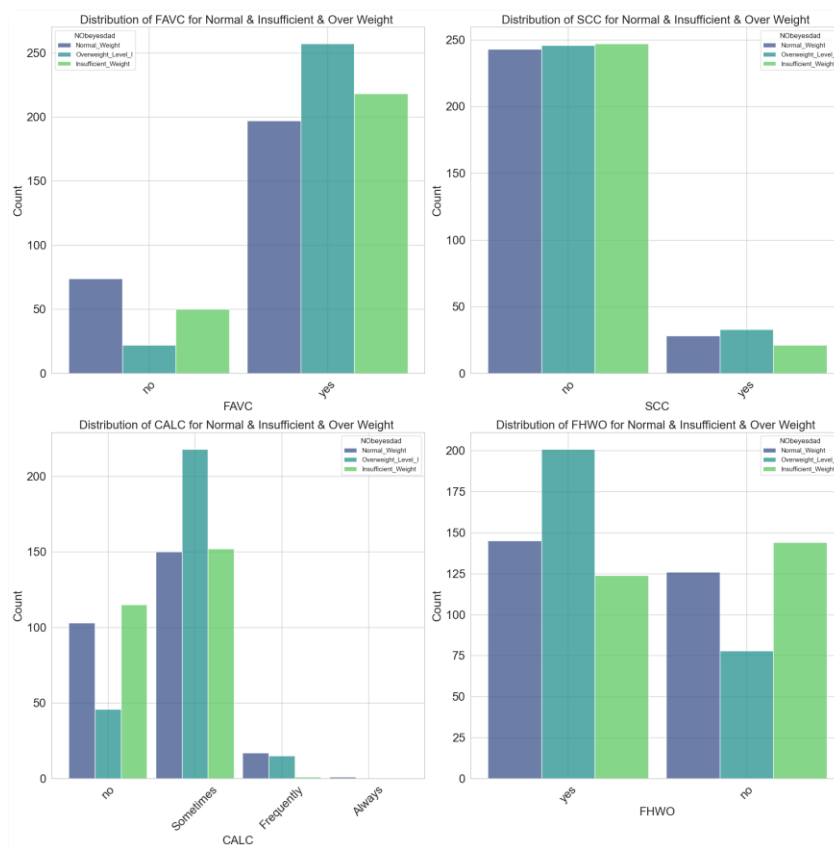 Distribution of FAVC for Normal & Insufficient & Over Weight
NObeyesdad
Normal_Weight
Overweight_Level_I
Insufficient_Weight
250
200
150
100
50
0
Count
no
yes
FAVC
Distribution of SCC for Normal & Insufficient & Over Weight
NObeyesdad
Normal_Weight
Overweight_Level_I
Insufficient_Weight
250
200
150
100
50
0
Count
no
yes
SCC
Distribution of CALC for Normal & Insufficient & Over Weight
NObeyesdad
Normal_Weight
Overweight_Level_I
Insufficient_Weight
200
150
100
50
0
Count
no
Sometimes
Frequently
Always
CALC
Distribution of FHWO for Normal & Insufficient & Over Weight
NObeyesdad
Normal_Weight
Overweight_Level_
Insufficient_Weight
200
175
150
125
100
75
50
25
0
Count
yes
no
FHWO